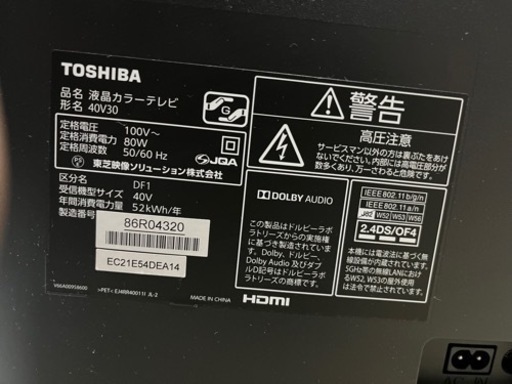 TOSHIBA
品名 液晶カラーテレビ
形名 40V30
定格電圧 100V～
定格消費電力 80W
定格周波数 50/60 Hz
PS E 東芝映像ソリューション株式会社
JQA
区分名 DF1
受信機型サイズ 40V
年間消費電力量 52kWh/年
製造番号
86R04320
EC21E54DEA14
V66A00958600 >PET< EJ4RR40011I JL-2 MADE IN CHINA
G
警告
高圧注意
サービスマン以外の方は裏ぶたをあけ
ないでください。内部には高電圧部分が
数多くあり、万一さわると危険です。
DOLBY AUDIO
この製品はドルビーラボ
ラトリーズからの実施権
に基づき製造されていま
す。Dolby、ドルビー、
Dolby Audio 及びダブ
ルD記号はドルビーラボ
ラトリーズの商標です。
HDMI
IEEE802.11b/g/n
IEEE802.11a/n
W52 W53 W56
2.4DS/OF4
本機には電波法に基づく無
線設備が内蔵されています。
5GHz帯の無線LANにおけ
るW52、W53の屋外使用
は法令で禁止されています。